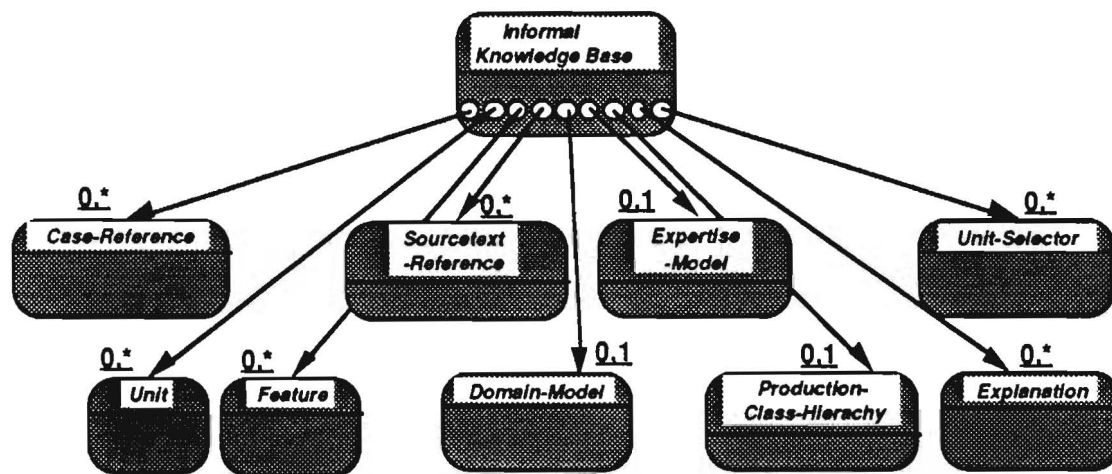 Informal
Knowledge Base
0,*
0,*
0,1
0,*
Case-Reference
Sourcetext
-Reference
Expertise
-Model
Unit-Selector
0,*
0,*
0,1
0,1
0,*
Unit
Feature
Domain-Model
Production-
Class-Hierachy
Explanation